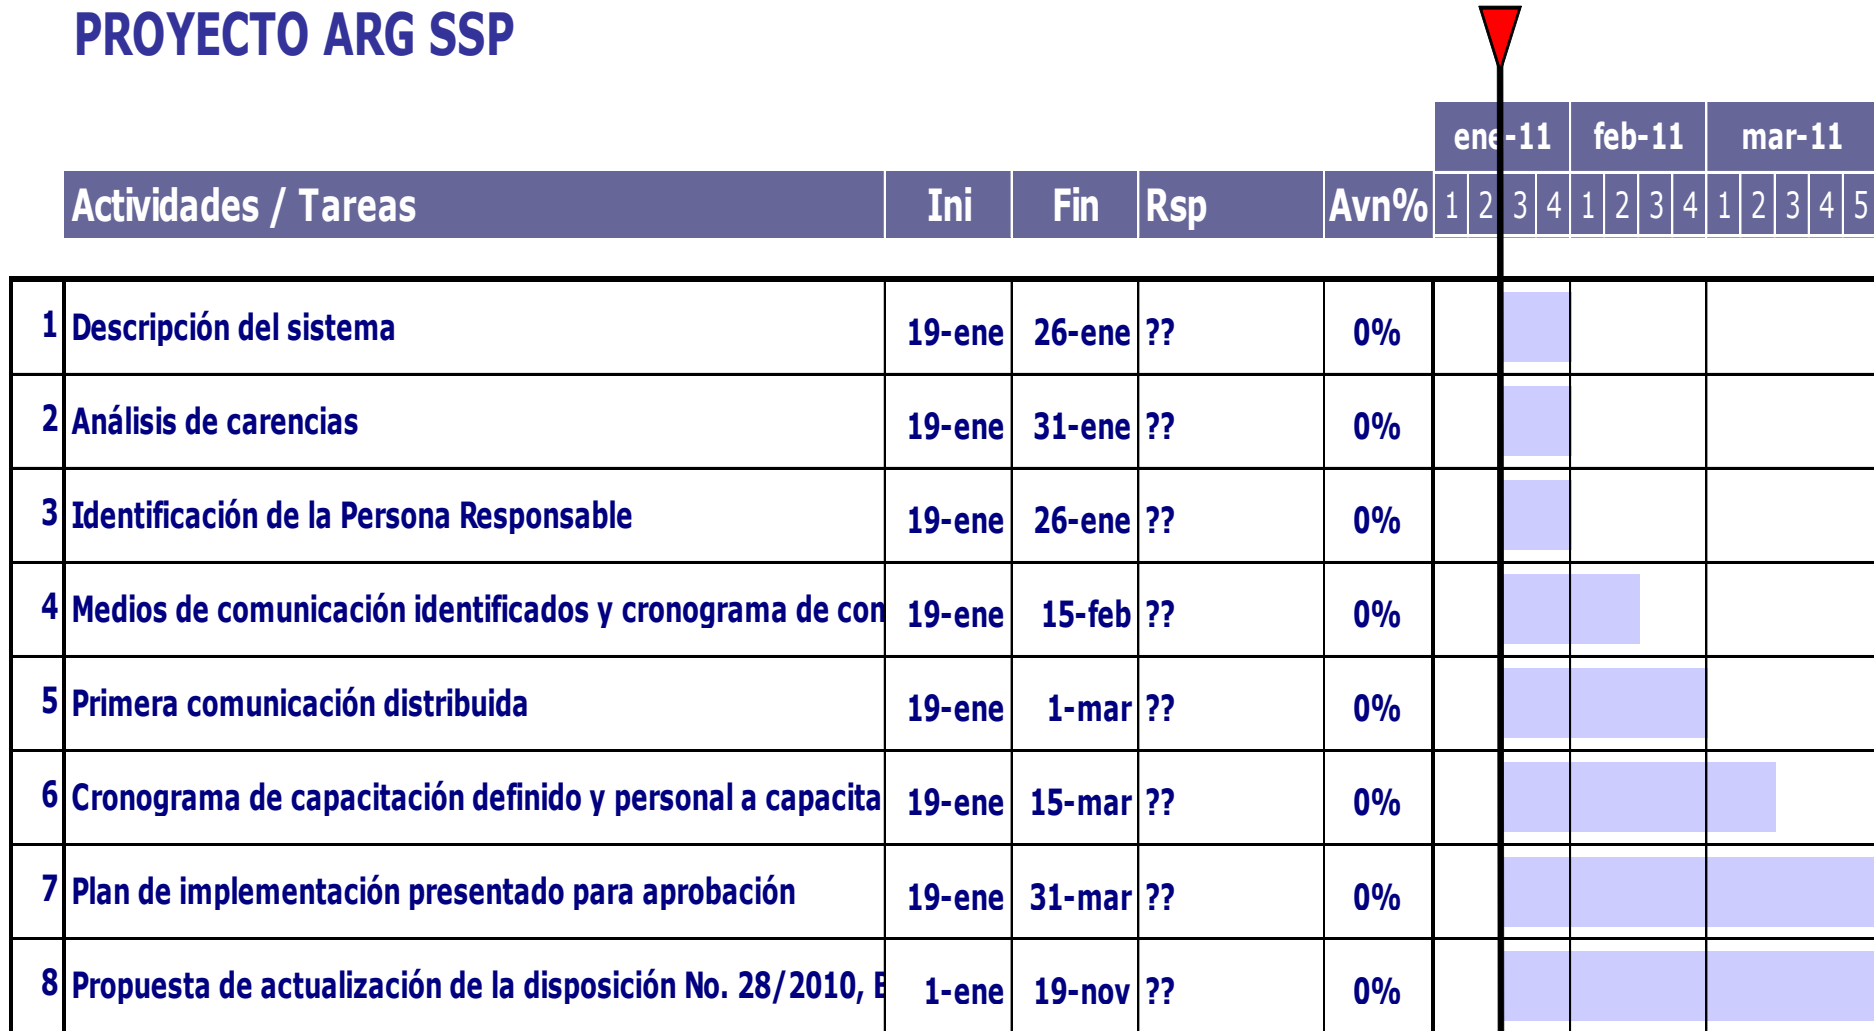 PROYECTO ARG SSP
ene-11 feb-11 mar-11
Actividades / Tareas Ini Fin Rsp Avn% 1 2 3 4 1 2 3 4 1 2 3 4 5
1 Descripción del sistema 19-ene 26-ene ?? 0%
2 Análisis de carencias 19-ene 31-ene ?? 0%
3 Identificación de la Persona Responsable 19-ene 26-ene ?? 0%
4 Medios de comunicación identificados y cronograma de con 19-ene 15-feb ?? 0%
5 Primera comunicación distribuida 19-ene 1-mar ?? 0%
6 Cronograma de capacitación definido y personal a capacita 19-ene 15-mar ?? 0%
7 Plan de implementación presentado para aprobación 19-ene 31-mar ?? 0%
8 Propuesta de actualización de la disposición No. 28/2010, E 1-ene 19-nov ?? 0%